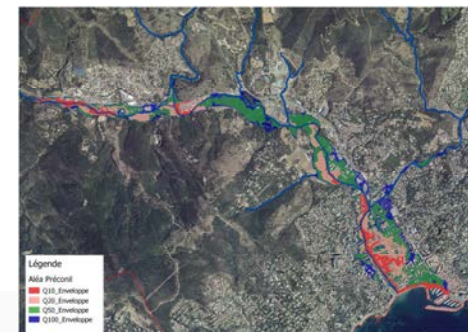 Légende
Aléa Préconil
Q10_Enveloppe
Q20_Enveloppe
Q50_Enveloppe
Q100_Enveloppe